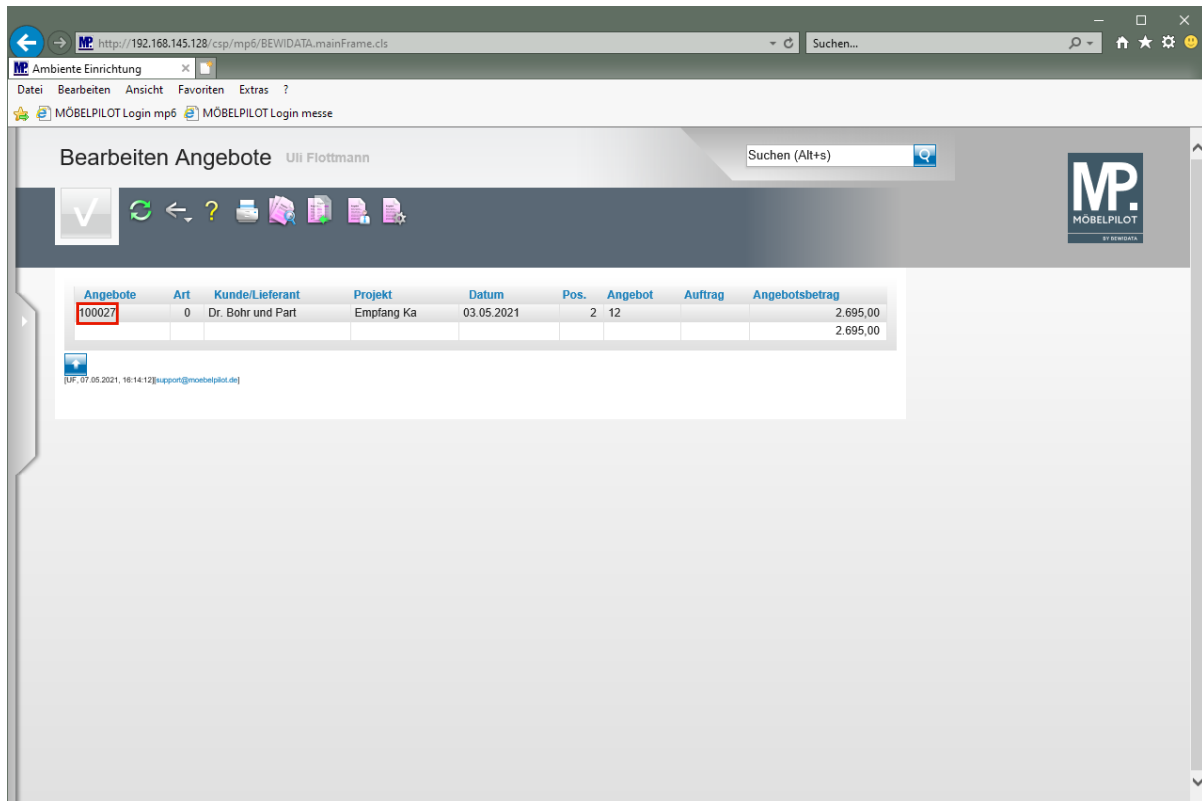 http://192.168.145.128/csp/mp6/BEWIDATA.mainFrame.cls
Suchen...
MP. Ambiente Einrichtung
Datei Bearbeiten Ansicht Favoriten Extras ?
MÖBELPILOT Login mp6 MÖBELPILOT Login messe
Bearbeiten Angebote Uli Flottmann
Suchen (Alt+s)
MP.
MÖBELPILOT
BY BEWIDATA
Angebote Art Kunde/Lieferant Projekt Datum Pos. Angebot Auftrag Angebotsbetrag
100027 0 Dr. Bohr und Part Empfang Ka 03.05.2021 2 12 2.695,00
2.695,00
[UF, 07.05.2021, 16:14:12][support@moebelpilot.de]